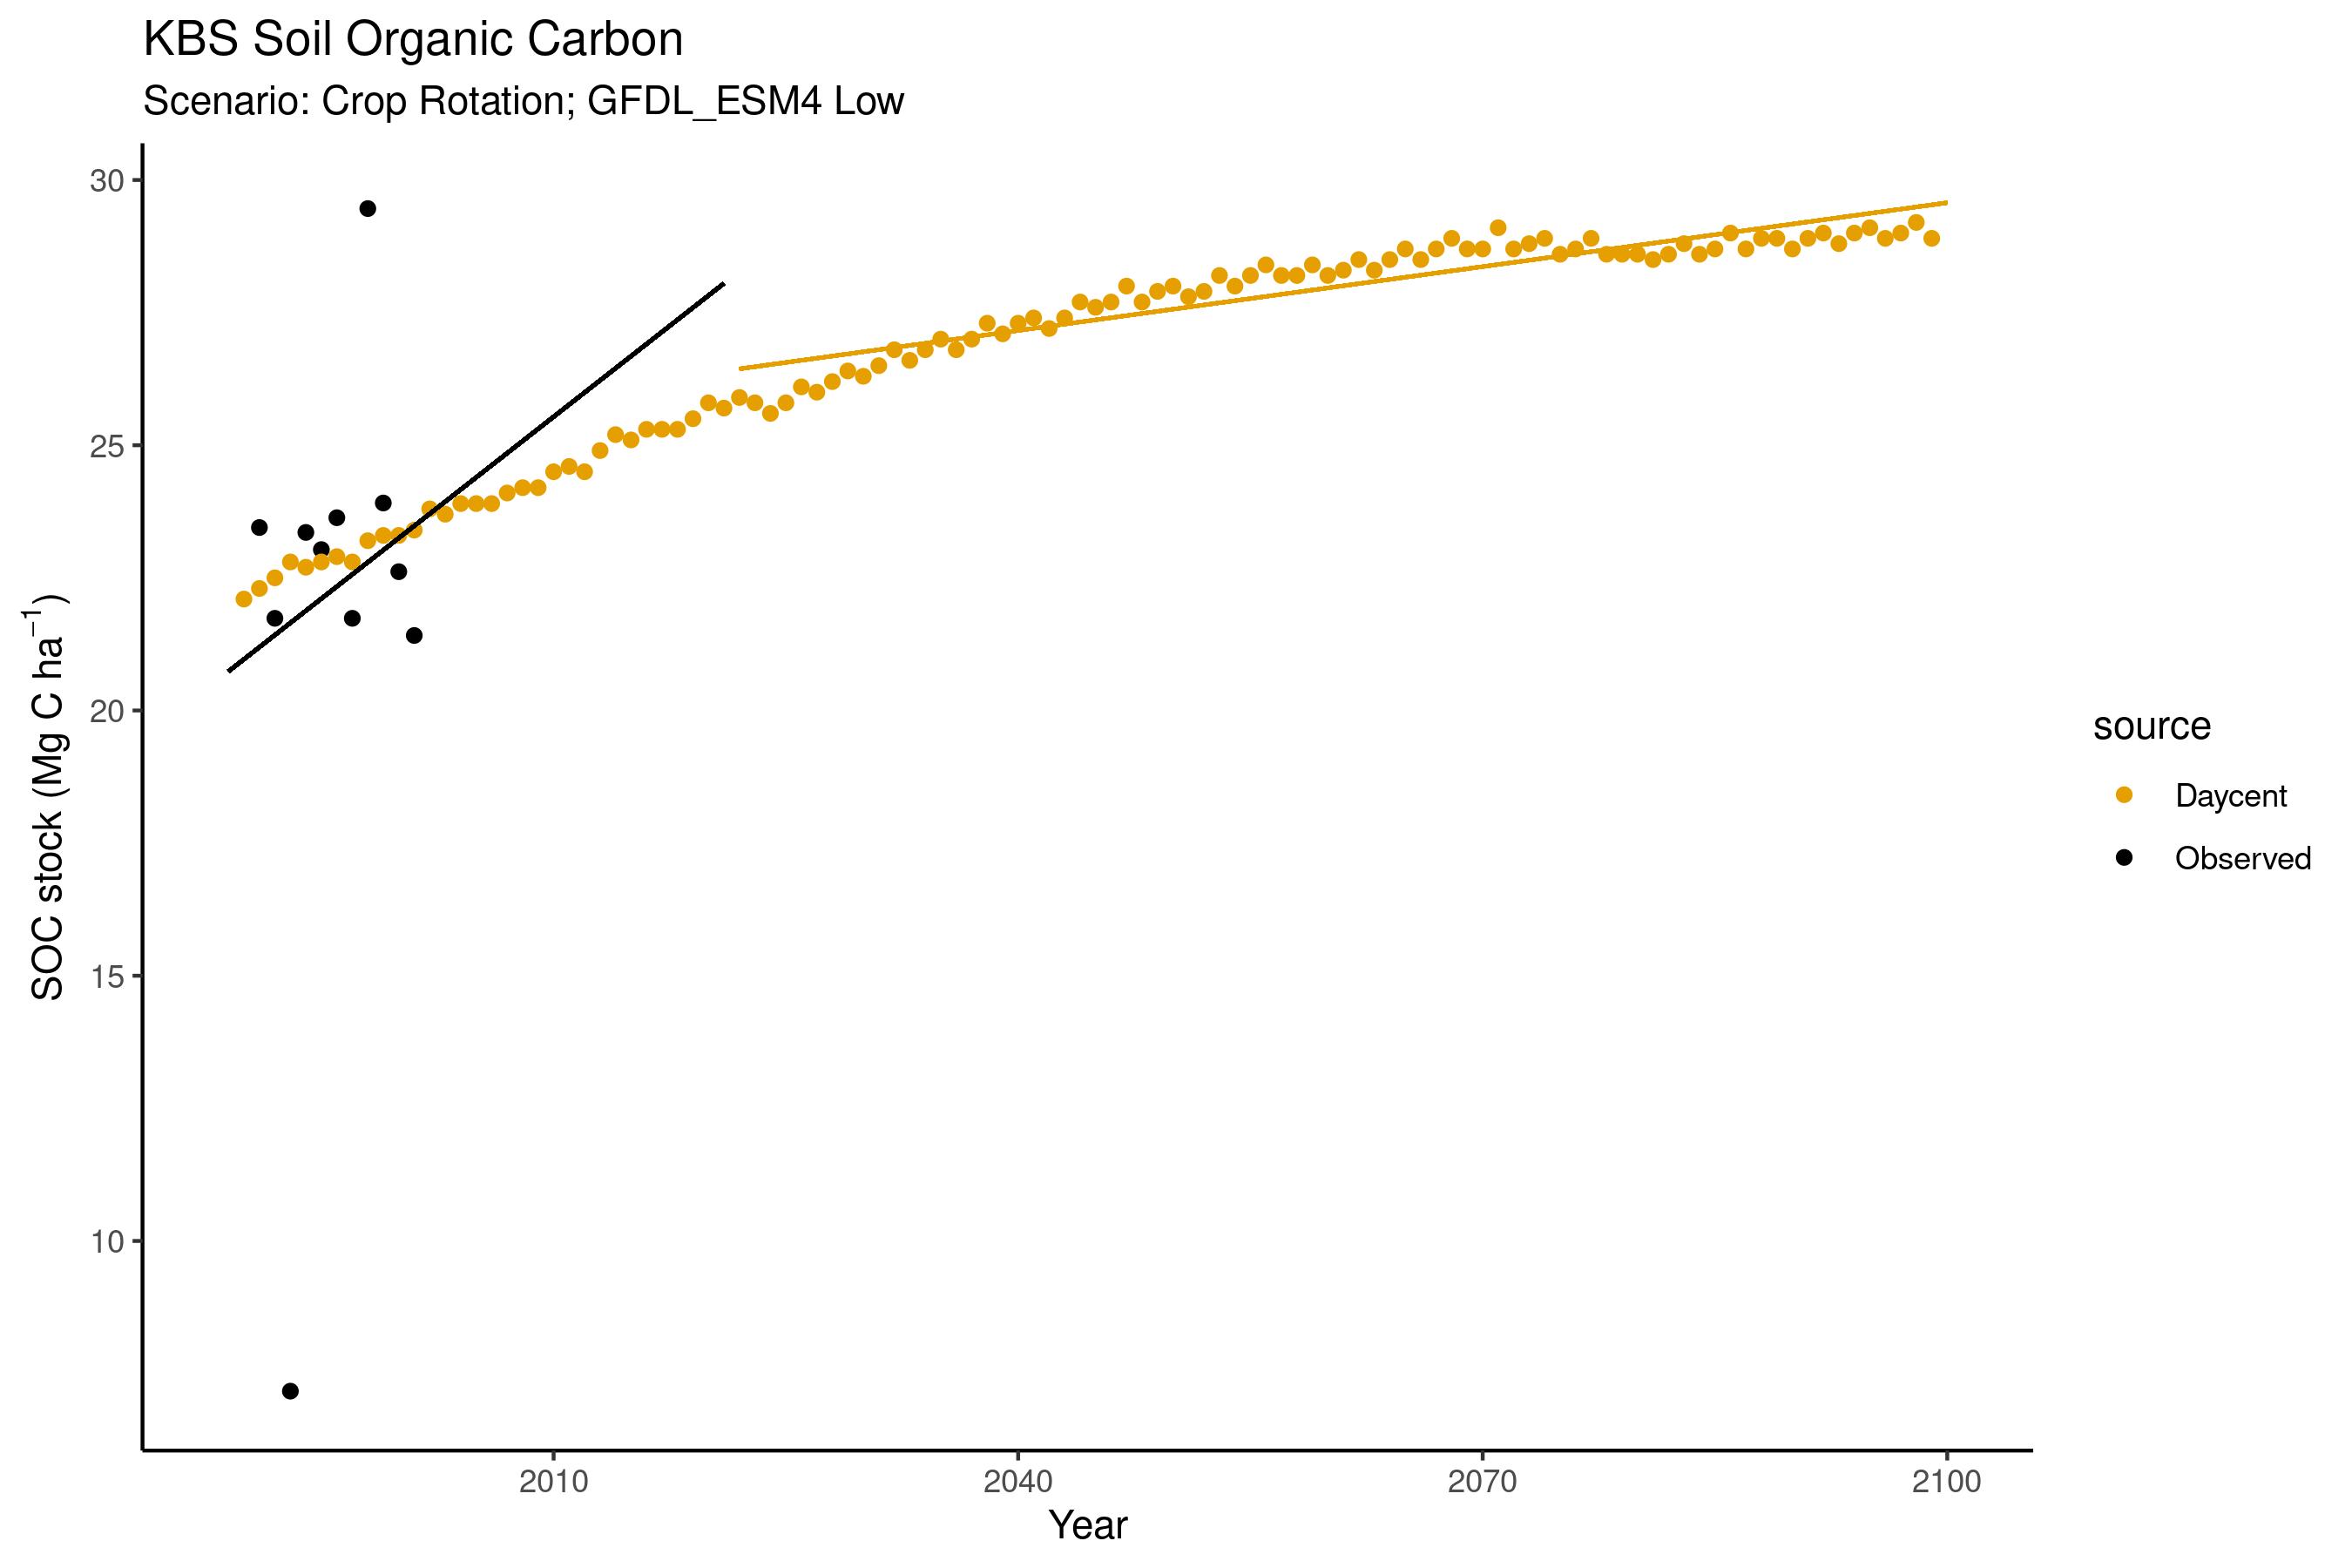 KBS Soil Organic Carbon
Scenario: Crop Rotation; GFDL_ESM4 Low
SOC stock (Mg C ha⁻¹)
30
25
20
15
10
2010
2040
2070
2100
Year
source
Daycent
Observed